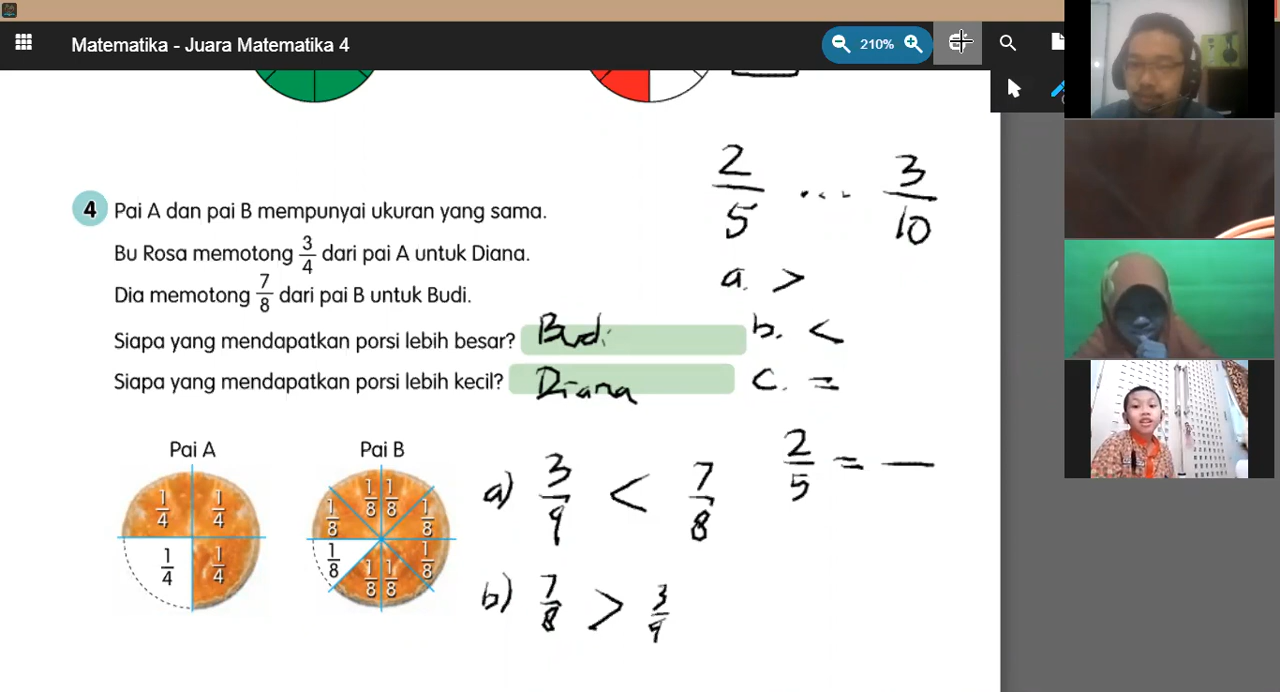 Matematika - Juara Matematika 4
210%
4 Pai A dan pai B mempunyai ukuran yang sama.
Bu Rosa memotong 3/4 dari pai A untuk Diana.
Dia memotong 7/8 dari pai B untuk Budi.
Siapa yang mendapatkan porsi lebih besar? Budi
Siapa yang mendapatkan porsi lebih kecil? Diana
Pai A
1/4 1/4
1/4 1/4
Pai B
1/8 1/8
1/8 1/8
1/8 1/8
1/8 1/8
a) 3/9 < 7/8
b) 7/8 > 3/9
2/5 ... 3/10
a. >
b. <
c. =
2/5 = —